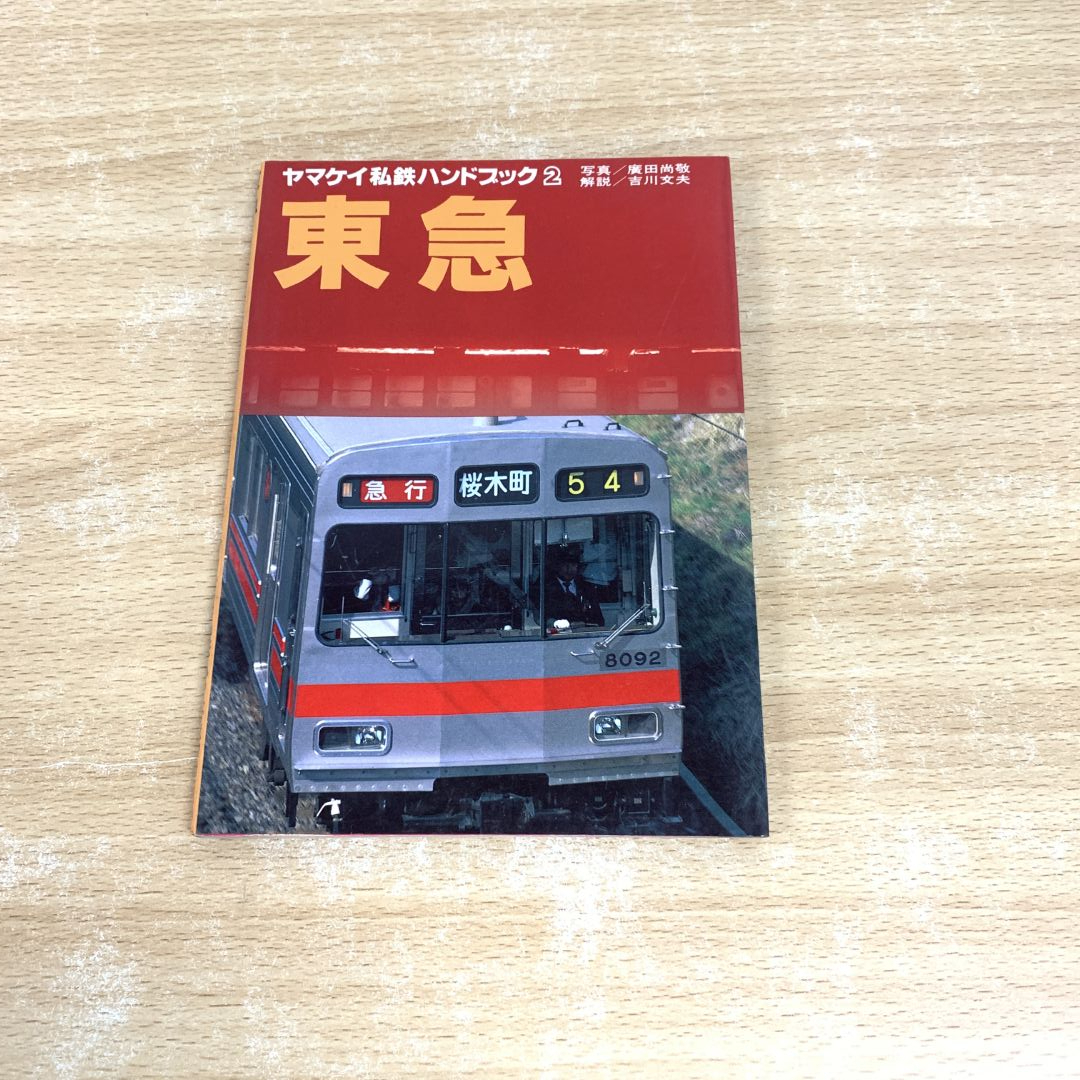 ヤマケイ私鉄ハンドブック2
写真／廣田尚敬
解説／吉川文夫
東急
急行
桜木町
54
8092